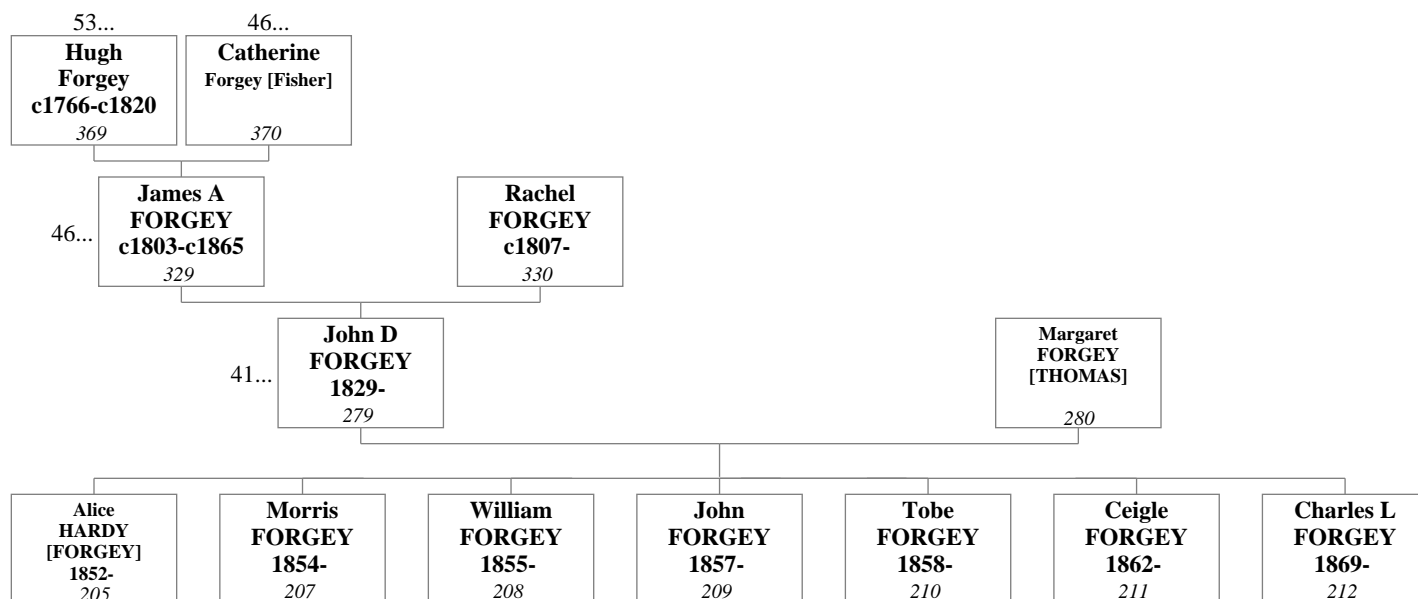 53...
46...
Hugh
Forgey
c1766-c1820
369
Catherine
Forgey [Fisher]
370
46...
James A
FORGEY
c1803-c1865
329
Rachel
FORGEY
c1807-
330
41...
John D
FORGEY
1829-
279
Margaret
FORGEY
[THOMAS]
280
Alice
HARDY
[FORGEY]
1852-
205
Morris
FORGEY
1854-
207
William
FORGEY
1855-
208
John
FORGEY
1857-
209
Tobe
FORGEY
1858-
210
Ceigle
FORGEY
1862-
211
Charles L
FORGEY
1869-
212